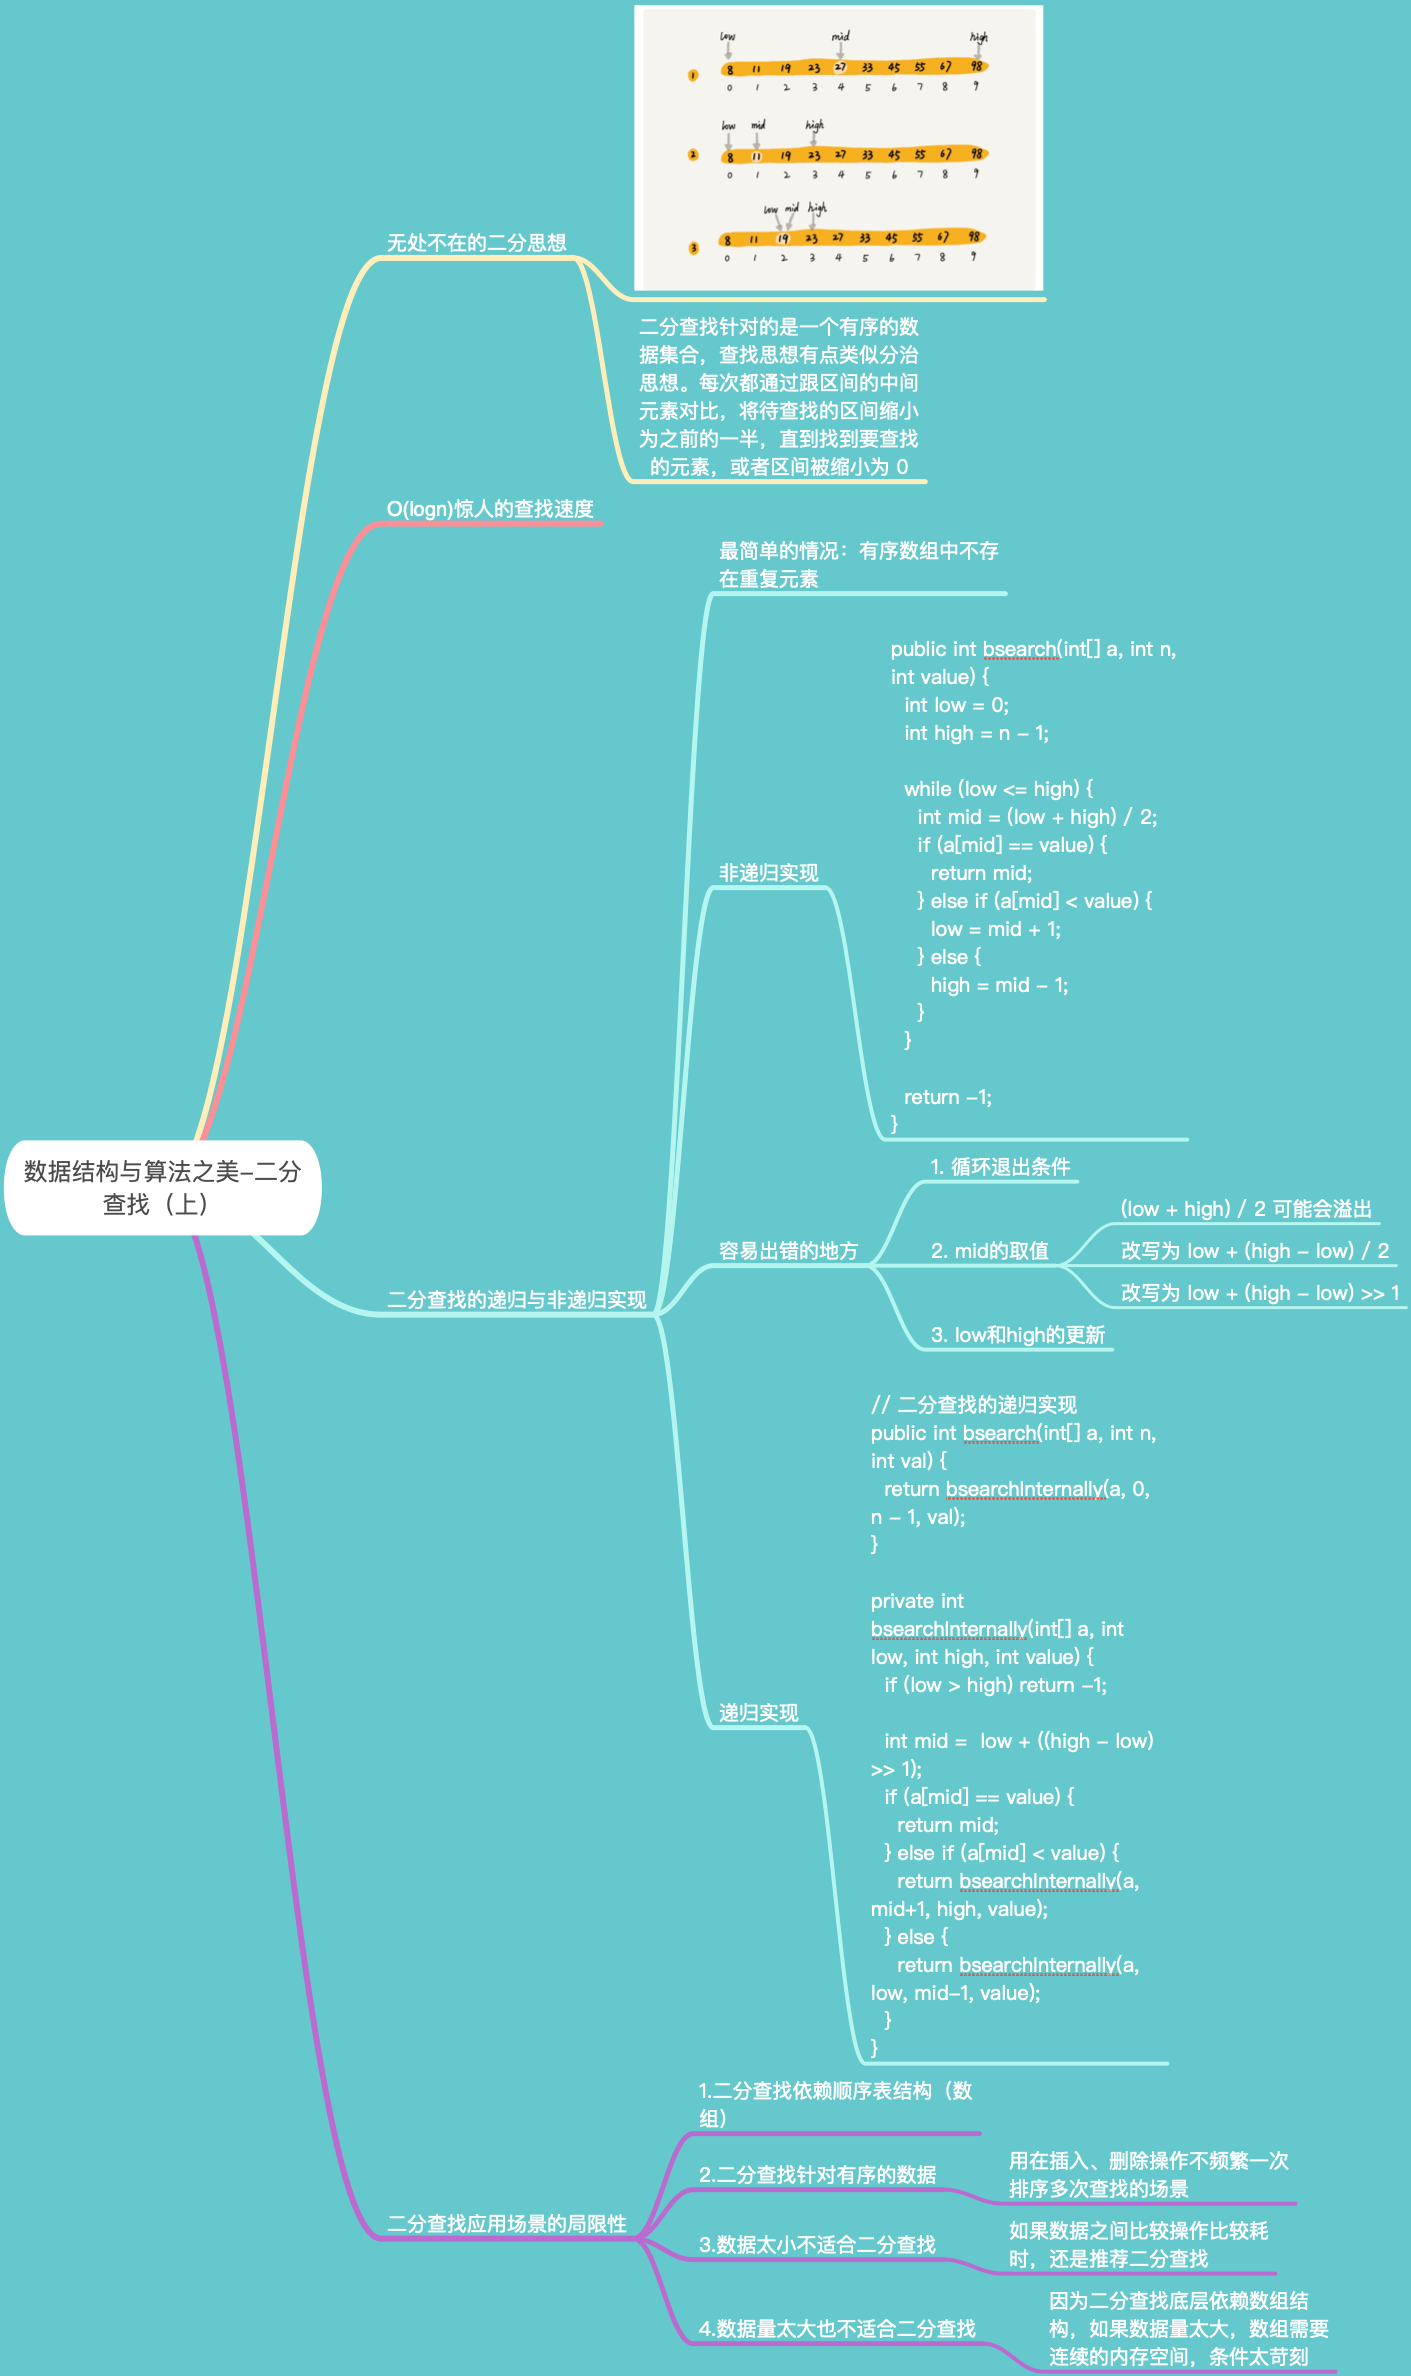 low mid high
1 8 11 19 23 27 33 45 55 67 98
0 1 2 3 4 5 6 7 8 9
low mid high
2 8 11 19 23 27 33 45 55 67 98
0 1 2 3 4 5 6 7 8 9
low mid high
3 8 11 19 23 27 33 45 55 67 98
0 1 2 3 4 5 6 7 8 9
无处不在的二分思想
二分查找针对的是一个有序的数
据集合，查找思想有点类似分治
思想。每次都通过跟区间的中间
元素对比，将待查找的区间缩小
为之前的一半，直到找到要查找
的元素，或者区间被缩小为 0
O(logn)惊人的查找速度
最简单的情况：有序数组中不存
在重复元素
public int bsearch(int[] a, int n,
int value) {
int low = 0;
int high = n - 1;
while (low <= high) {
int mid = (low + high) / 2;
if (a[mid] == value) {
return mid;
} else if (a[mid] < value) {
low = mid + 1;
} else {
high = mid - 1;
}
}
return -1;
}
非递归实现
数据结构与算法之美-二分
查找（上）
二分查找的递归与非递归实现
容易出错的地方
1. 循环退出条件
2. mid的取值
(low + high) / 2 可能会溢出
改写为 low + (high - low) / 2
改写为 low + (high - low) >> 1
3. low和high的更新
// 二分查找的递归实现
public int bsearch(int[] a, int n,
int val) {
return bsearchInternally(a, 0,
n - 1, val);
}
private int
bsearchInternally(int[] a, int
low, int high, int value) {
if (low > high) return -1;
int mid =  low + ((high - low)
>> 1);
if (a[mid] == value) {
return mid;
} else if (a[mid] < value) {
return bsearchInternally(a,
mid+1, high, value);
} else {
return bsearchInternally(a,
low, mid-1, value);
}
}
递归实现
二分查找应用场景的局限性
1.二分查找依赖顺序表结构（数
组）
2.二分查找针对有序的数据
用在插入、删除操作不频繁一次
排序多次查找的场景
3.数据太小不适合二分查找
如果数据之间比较操作比较耗
时，还是推荐二分查找
4.数据量太大也不适合二分查找
因为二分查找底层依赖数组结
构，如果数据量太大，数组需要
连续的内存空间，条件太苛刻